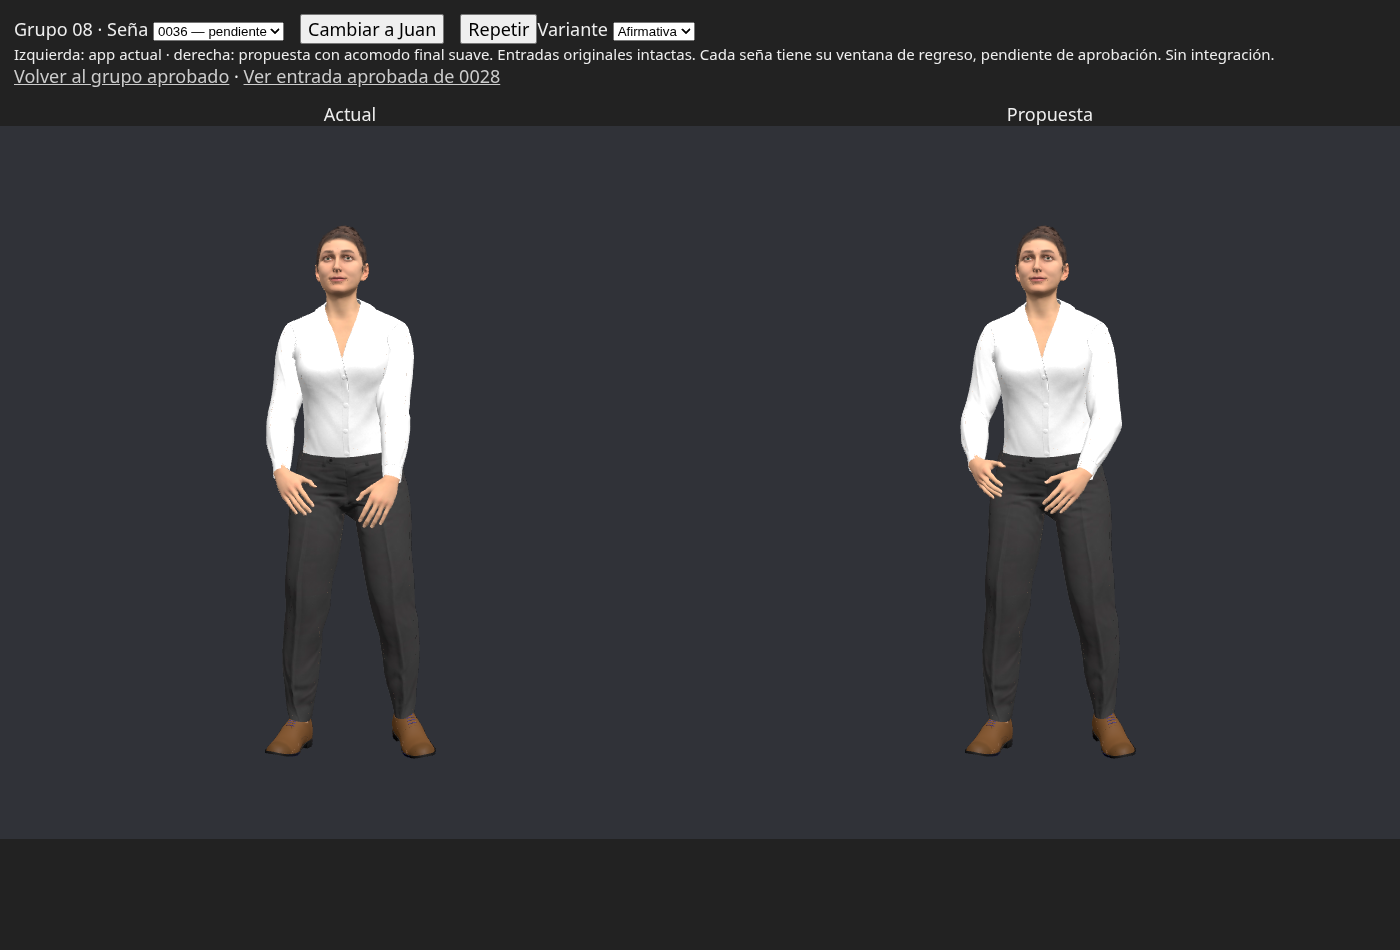 Grupo 08 · Seña 0036 — pendiente Cambiar a Juan Repetir Variante Afirmativa
Izquierda: app actual · derecha: propuesta con acomodo final suave. Entradas originales intactas. Cada seña tiene su ventana de regreso, pendiente de aprobación. Sin integración.
Volver al grupo aprobado · Ver entrada aprobada de 0028
Actual
Propuesta